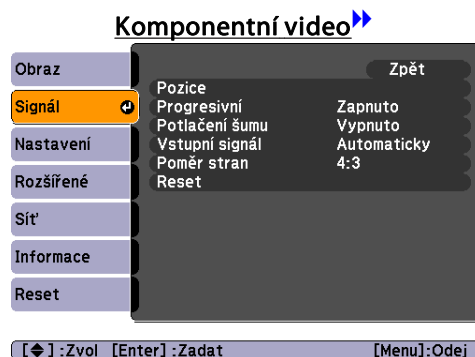 Komponentní video
Obraz
Signál
Nastavení
Rozšířené
Síť
Informace
Reset
Zpět
Pozice
Progresivní Zapnuto
Potlačení šumu Vypnuto
Vstupní signál Automaticky
Poměr stran 4:3
Reset
[◆] :Zvol [Enter] :Zadat [Menu]:Odej